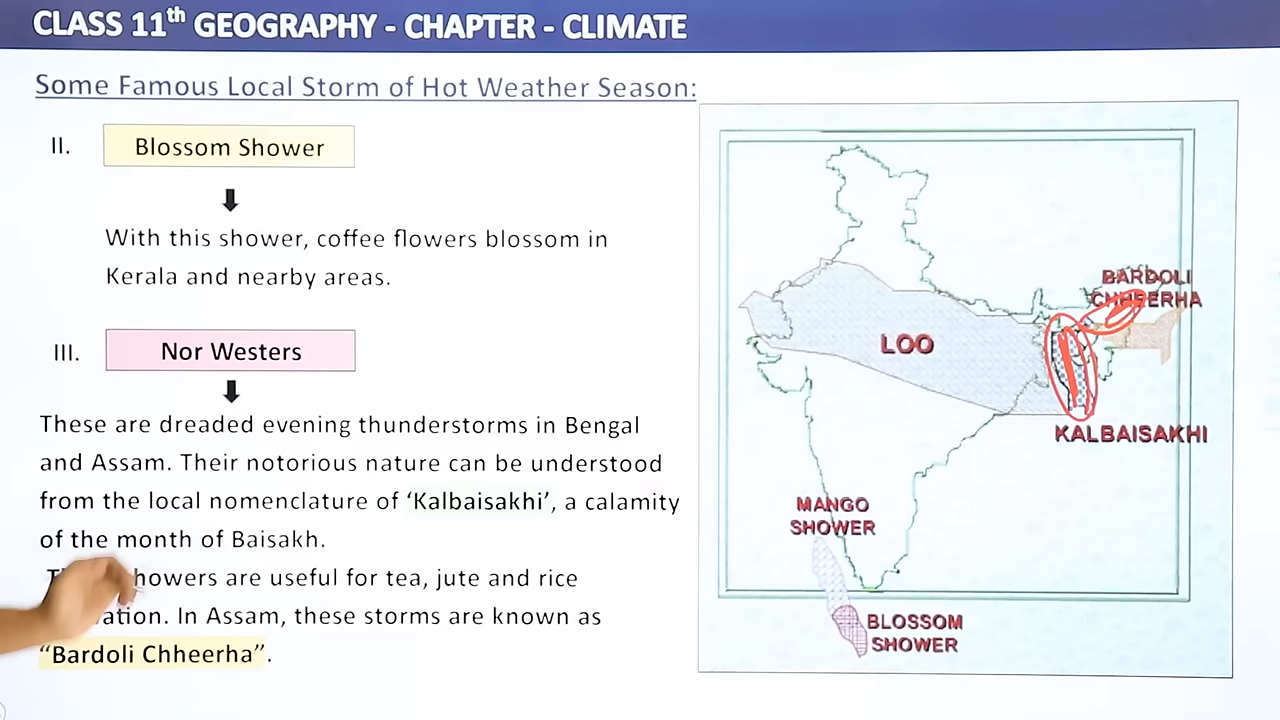 CLASS 11th GEOGRAPHY - CHAPTER - CLIMATE
Some Famous Local Storm of Hot Weather Season:
II. Blossom Shower
With this shower, coffee flowers blossom in
Kerala and nearby areas.
III. Nor Westers
These are dreaded evening thunderstorms in Bengal
and Assam. Their notorious nature can be understood
from the local nomenclature of ‘Kalbaisakhi’, a calamity
of the month of Baisakh.
howers are useful for tea, jute and rice
ation. In Assam, these storms are known as
“Bardoli Chheerha”.
BARDOLI
CHHEERHA
LOO
KALBAISAKHI
MANGO
SHOWER
BLOSSOM
SHOWER